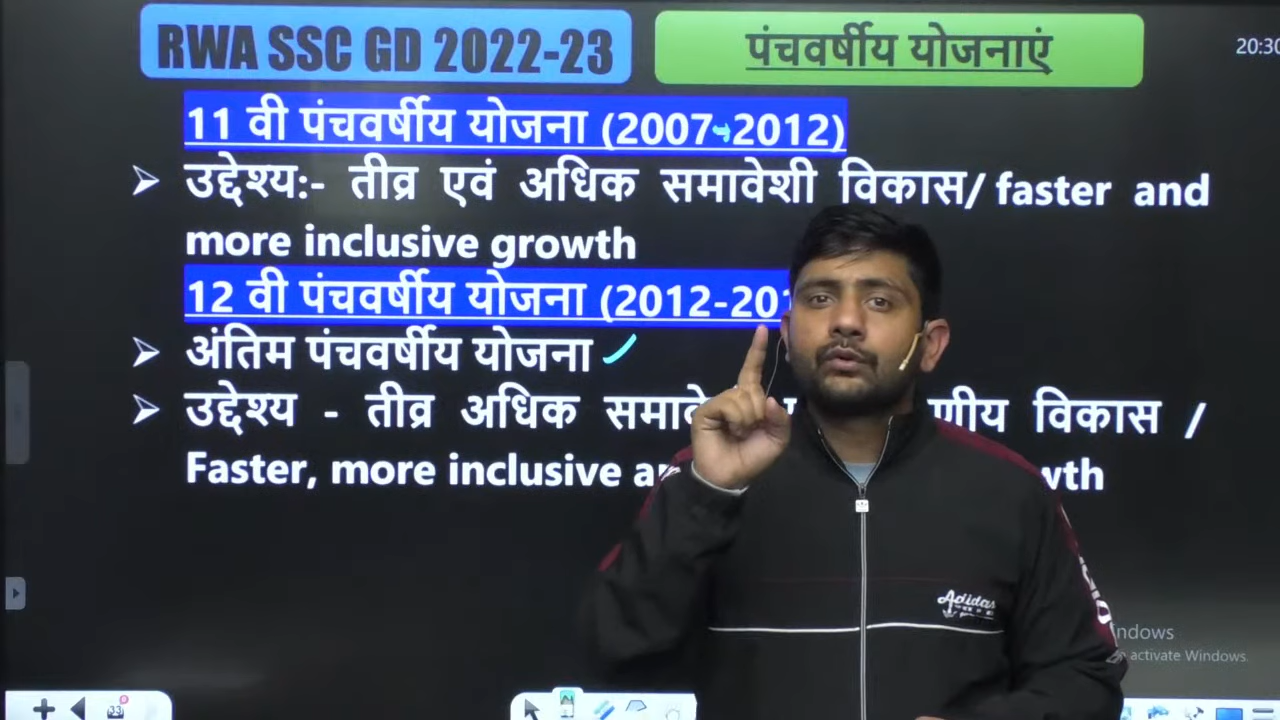 RWA SSC GD 2022-23
पंचवर्षीय योजनाएं
20:30
11 वी पंचवर्षीय योजना (2007-2012)
उद्देश्य:- तीव्र एवं अधिक समावेशी विकास/ faster and
more inclusive growth
12 वी पंचवर्षीय योजना (2012-201
अंतिम पंचवर्षीय योजना
उद्देश्य - तीव्र अधिक विकास /
Faster, more inclusive
Adidas
activate Windows.